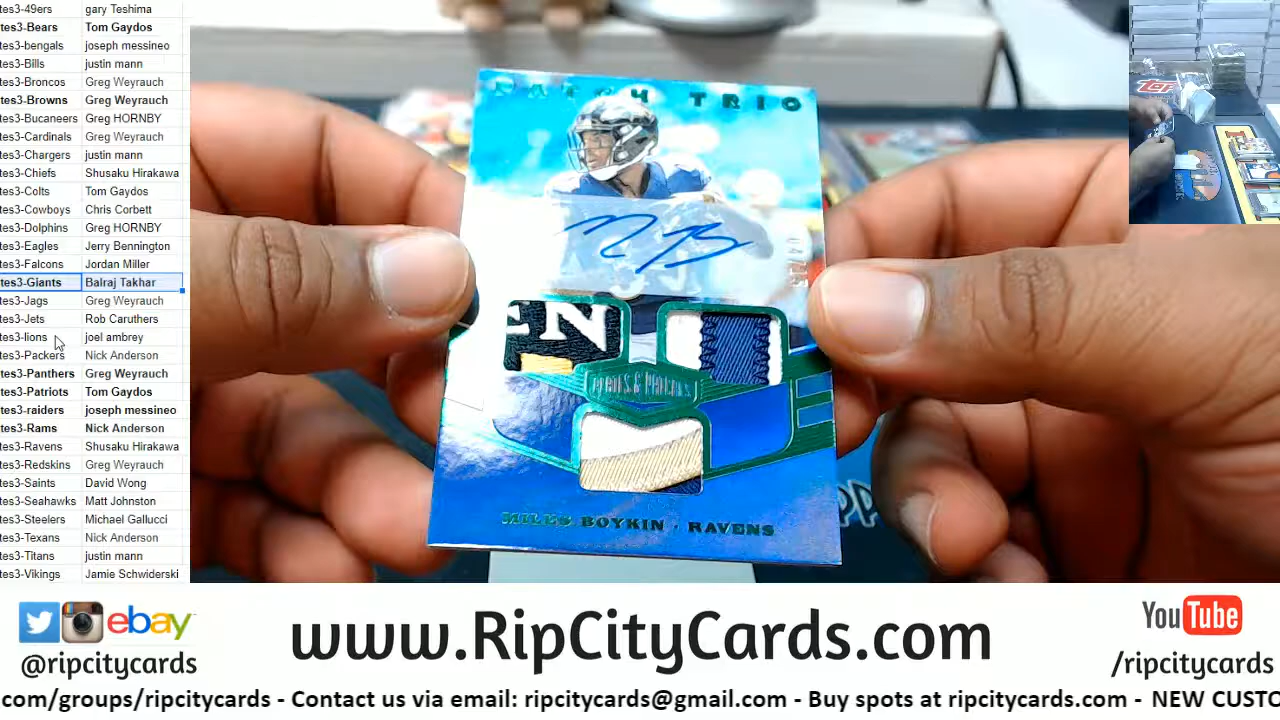 tes3-49ers gary Teshima
tes3-Bears Tom Gaydos
tes3-bengals joseph messineo
tes3-Bills justin mann
tes3-Broncos Greg Weyrauch
tes3-Browns Greg Weyrauch
tes3-Bucaneers Greg HORNBY
tes3-Cardinals Greg Weyrauch
tes3-Chargers justin mann
tes3-Chiefs Shusaku Hirakawa
tes3-Colts Tom Gaydos
tes3-Cowboys Chris Corbett
tes3-Dolphins Greg HORNBY
tes3-Eagles Jerry Bennington
tes3-Falcons Jordan Miller
tes3-Giants Balraj Takhar
tes3-Jags Greg Weyrauch
tes3-Jets Rob Caruthers
tes3-lions joel ambrey
tes3-Packers Nick Anderson
tes3-Panthers Greg Weyrauch
tes3-Patriots Tom Gaydos
tes3-raiders joseph messineo
tes3-Rams Nick Anderson
tes3-Ravens Shusaku Hirakawa
tes3-Redskins Greg Weyrauch
tes3-Saints David Wong
tes3-Seahawks Matt Johnston
tes3-Steelers Michael Gallucci
tes3-Texans Nick Anderson
tes3-Titans justin mann
tes3-Vikings Jamie Schwiderski
PATCH TRIO
EN
PLATES & PATCHES
MILES BOYKIN · RAVENS
ebay
@ripcitycards
www.RipCityCards.com
YouTube
/ripcitycards
com/groups/ripcitycards - Contact us via email: ripcitycards@gmail.com - Buy spots at ripcitycards.com - NEW CUSTO